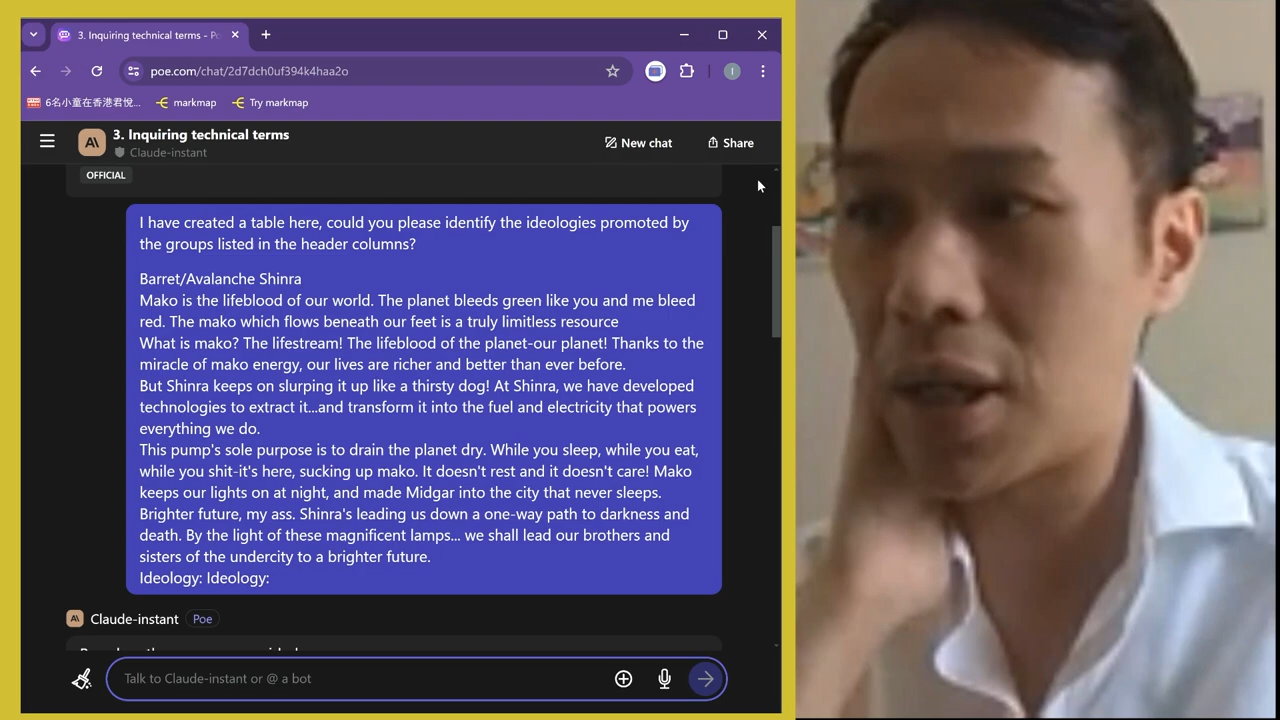 3. Inquiring technical terms - Po
poe.com/chat/2d7dch0uf394k4haa2o
I
6名小童在香港君悅...
markmap
Try markmap
3. Inquiring technical terms
Claude-instant
New chat
Share
OFFICIAL
I have created a table here, could you please identify the ideologies promoted by
the groups listed in the header columns?
Barret/Avalanche Shinra
Mako is the lifeblood of our world. The planet bleeds green like you and me bleed
red. The mako which flows beneath our feet is a truly limitless resource
What is mako? The lifestream! The lifeblood of the planet-our planet! Thanks to the
miracle of mako energy, our lives are richer and better than ever before.
But Shinra keeps on slurping it up like a thirsty dog! At Shinra, we have developed
technologies to extract it...and transform it into the fuel and electricity that powers
everything we do.
This pump's sole purpose is to drain the planet dry. While you sleep, while you eat,
while you shit-it's here, sucking up mako. It doesn't rest and it doesn't care! Mako
keeps our lights on at night, and made Midgar into the city that never sleeps.
Brighter future, my ass. Shinra's leading us down a one-way path to darkness and
death. By the light of these magnificent lamps... we shall lead our brothers and
sisters of the undercity to a brighter future.
Ideology: Ideology:
Claude-instant
Poe
Talk to Claude-instant or @ a bot